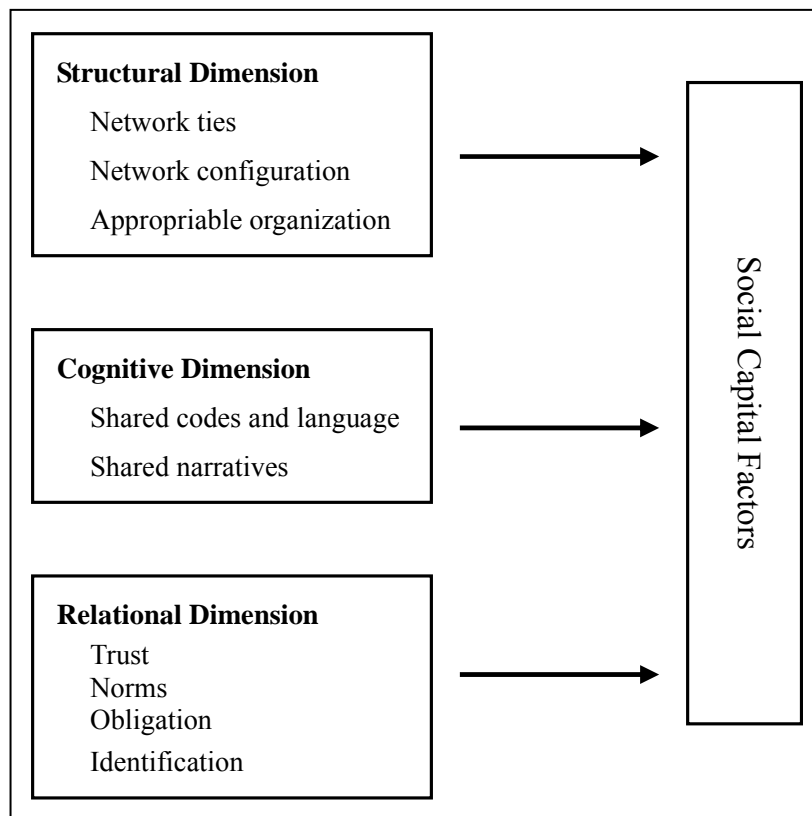 Structural Dimension
Network ties
Network configuration
Appropriable organization
Cognitive Dimension
Shared codes and language
Shared narratives
Relational Dimension
Trust
Norms
Obligation
Identification
Social Capital Factors